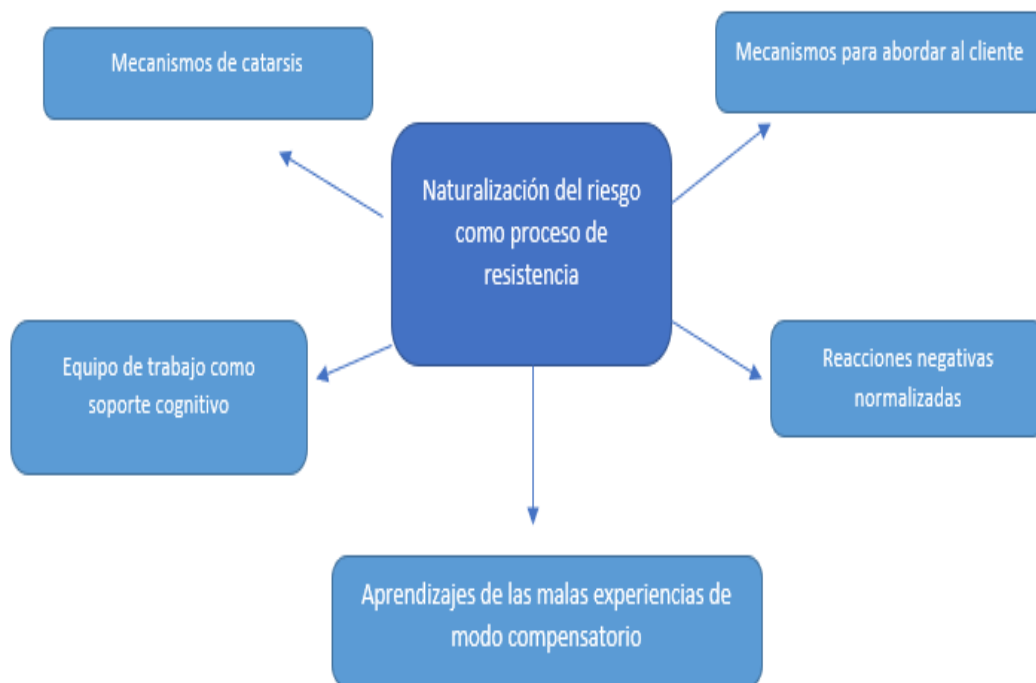 Mecanismos de catarsis
Mecanismos para abordar al cliente
Naturalización del riesgo
como proceso de
resistencia
Equipo de trabajo como
soporte cognitivo
Reacciones negativas
normalizadas
Aprendizajes de las malas experiencias de
modo compensatorio